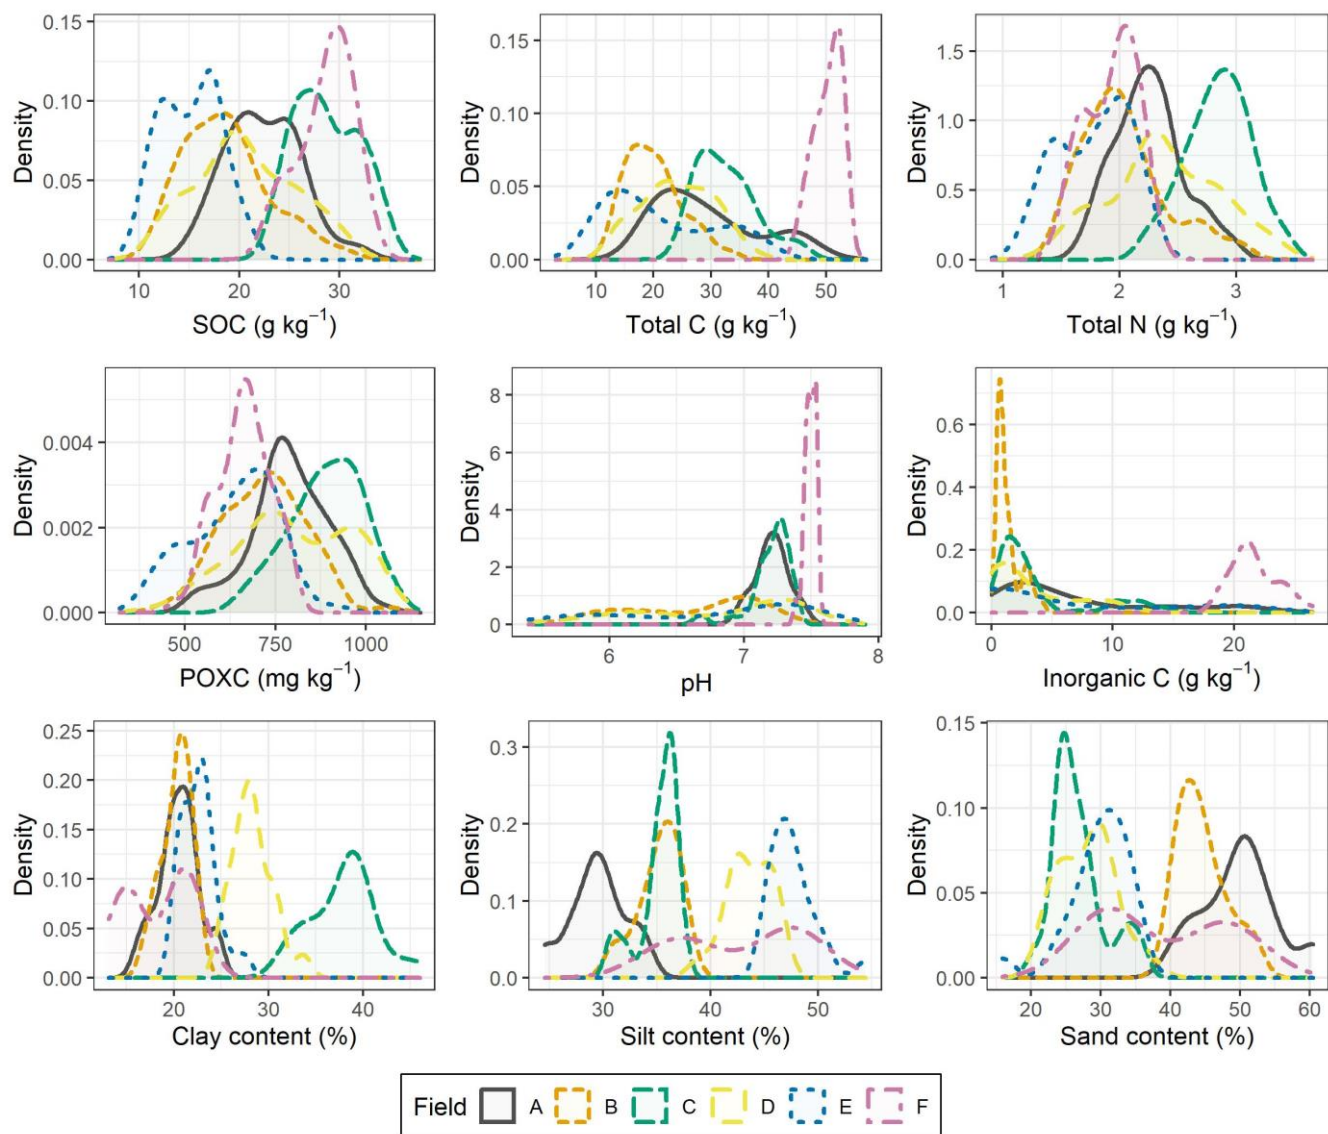 0.15
0.10
0.05
0.00
Density
10 20 30
SOC (g kg⁻¹)
0.15
0.10
0.05
0.00
Density
10 20 30 40 50
Total C (g kg⁻¹)
1.5
1.0
0.5
0.0
Density
1 2 3
Total N (g kg⁻¹)
0.004
0.002
0.000
Density
500 750 1000
POXC (mg kg⁻¹)
8
6
4
2
0
Density
6 7 8
pH
0.6
0.4
0.2
0.0
Density
0 10 20
Inorganic C (g kg⁻¹)
0.25
0.20
0.15
0.10
0.05
0.00
Density
20 30 40
Clay content (%)
0.3
0.2
0.1
0.0
Density
30 40 50
Silt content (%)
0.15
0.10
0.05
0.00
Density
20 30 40 50 60
Sand content (%)
Field A B C D E F